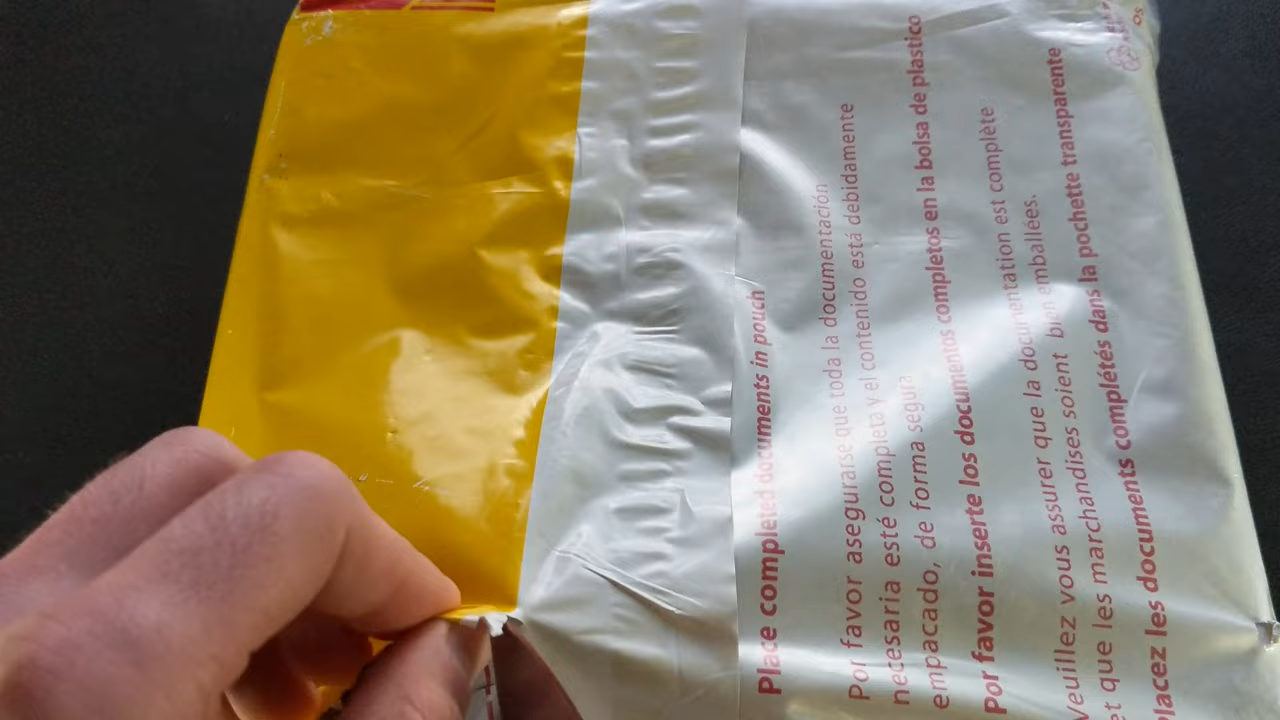 Place completed documents in pouch
Por favor asegurarse que toda la documentación
necesaria esté completa y el contenido está debidamente
empacado, de forma segura
Por favor inserte los documentos completos en la bolsa de plastico
Veuillez vous assurer que la documentation est complète
et que les marchandises soient bien emballées.
Placez les documents complétés dans la pochette transparente